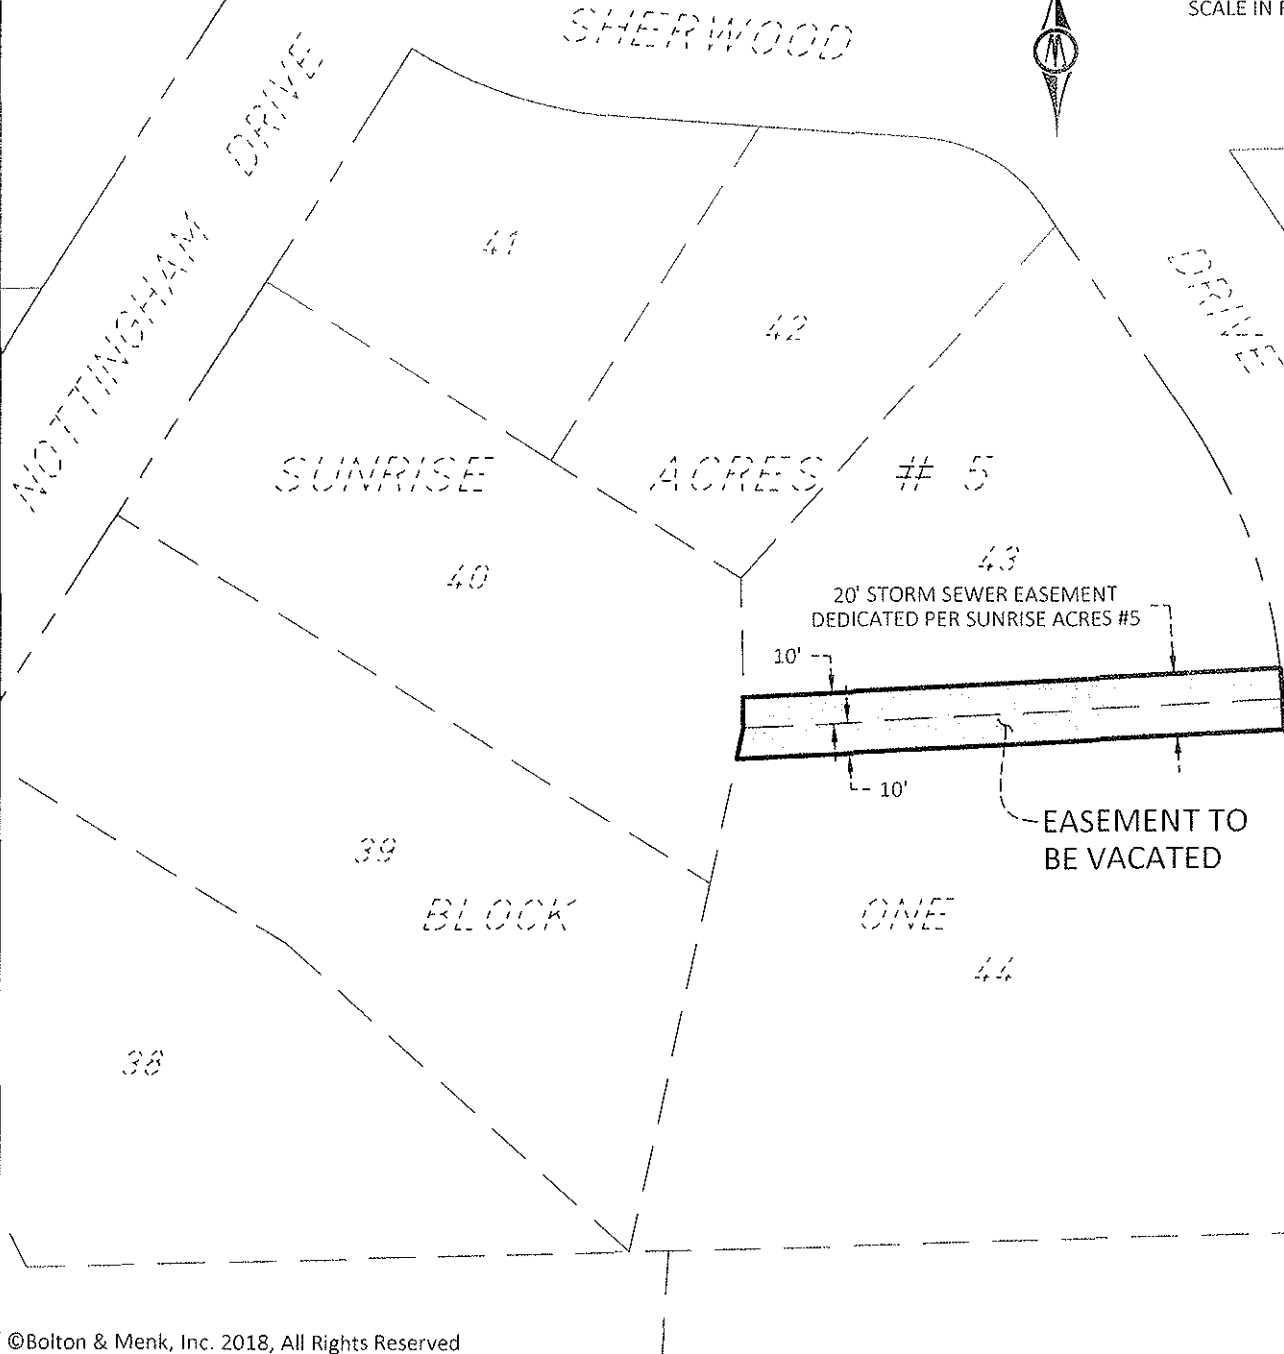 SHERWOOD
SCALE IN
DRIVE
NOTTINGHAM
41
42
DRIVE
SUNRISE ACRES # 5
40
43
20' STORM SEWER EASEMENT
DEDICATED PER SUNRISE ACRES #5
10'
10'
EASEMENT TO
BE VACATED
39
BLOCK ONE
44
38
©Bolton & Menk, Inc. 2018, All Rights Reserved